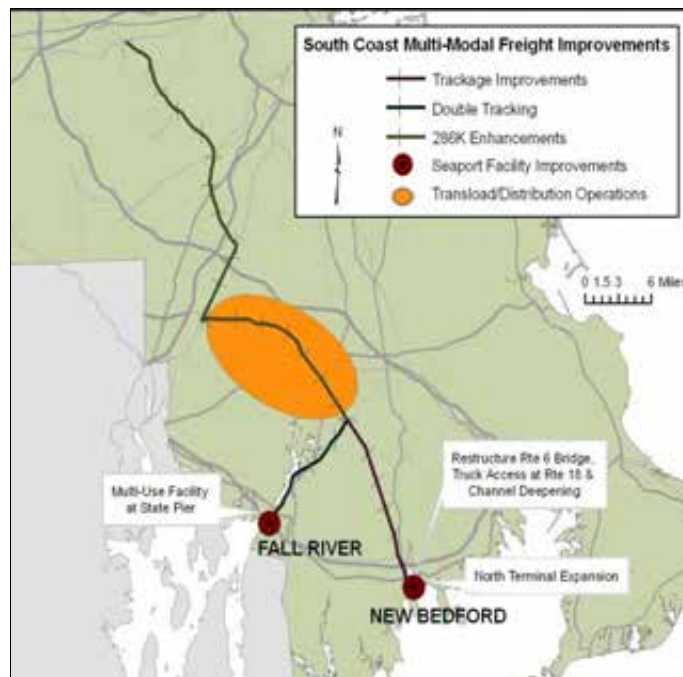 South Coast Multi-Modal Freight Improvements
Trackage Improvements
Double Tracking
286K Enhancements
Seaport Facility Improvements
Transload/Distribution Operations
N
0 1.5 3 6 Miles
Restructure Rte 6 Bridge,
Truck Access at Rte 18 &
Channel Deepening
Multi-Use Facility
at State Pier
FALL RIVER
North Terminal Expansion
NEW BEDFORD